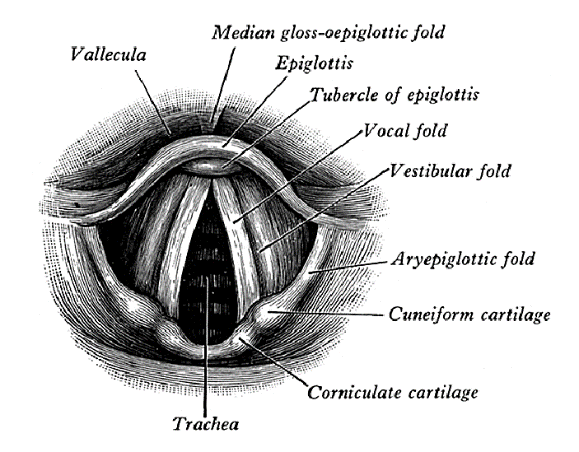 Median gloss-oepiglottic fold
Vallecula
Epiglottis
Tubercle of epiglottis
Vocal fold
Vestibular fold
Aryepiglottic fold
Cuneiform cartilage
Corniculate cartilage
Trachea